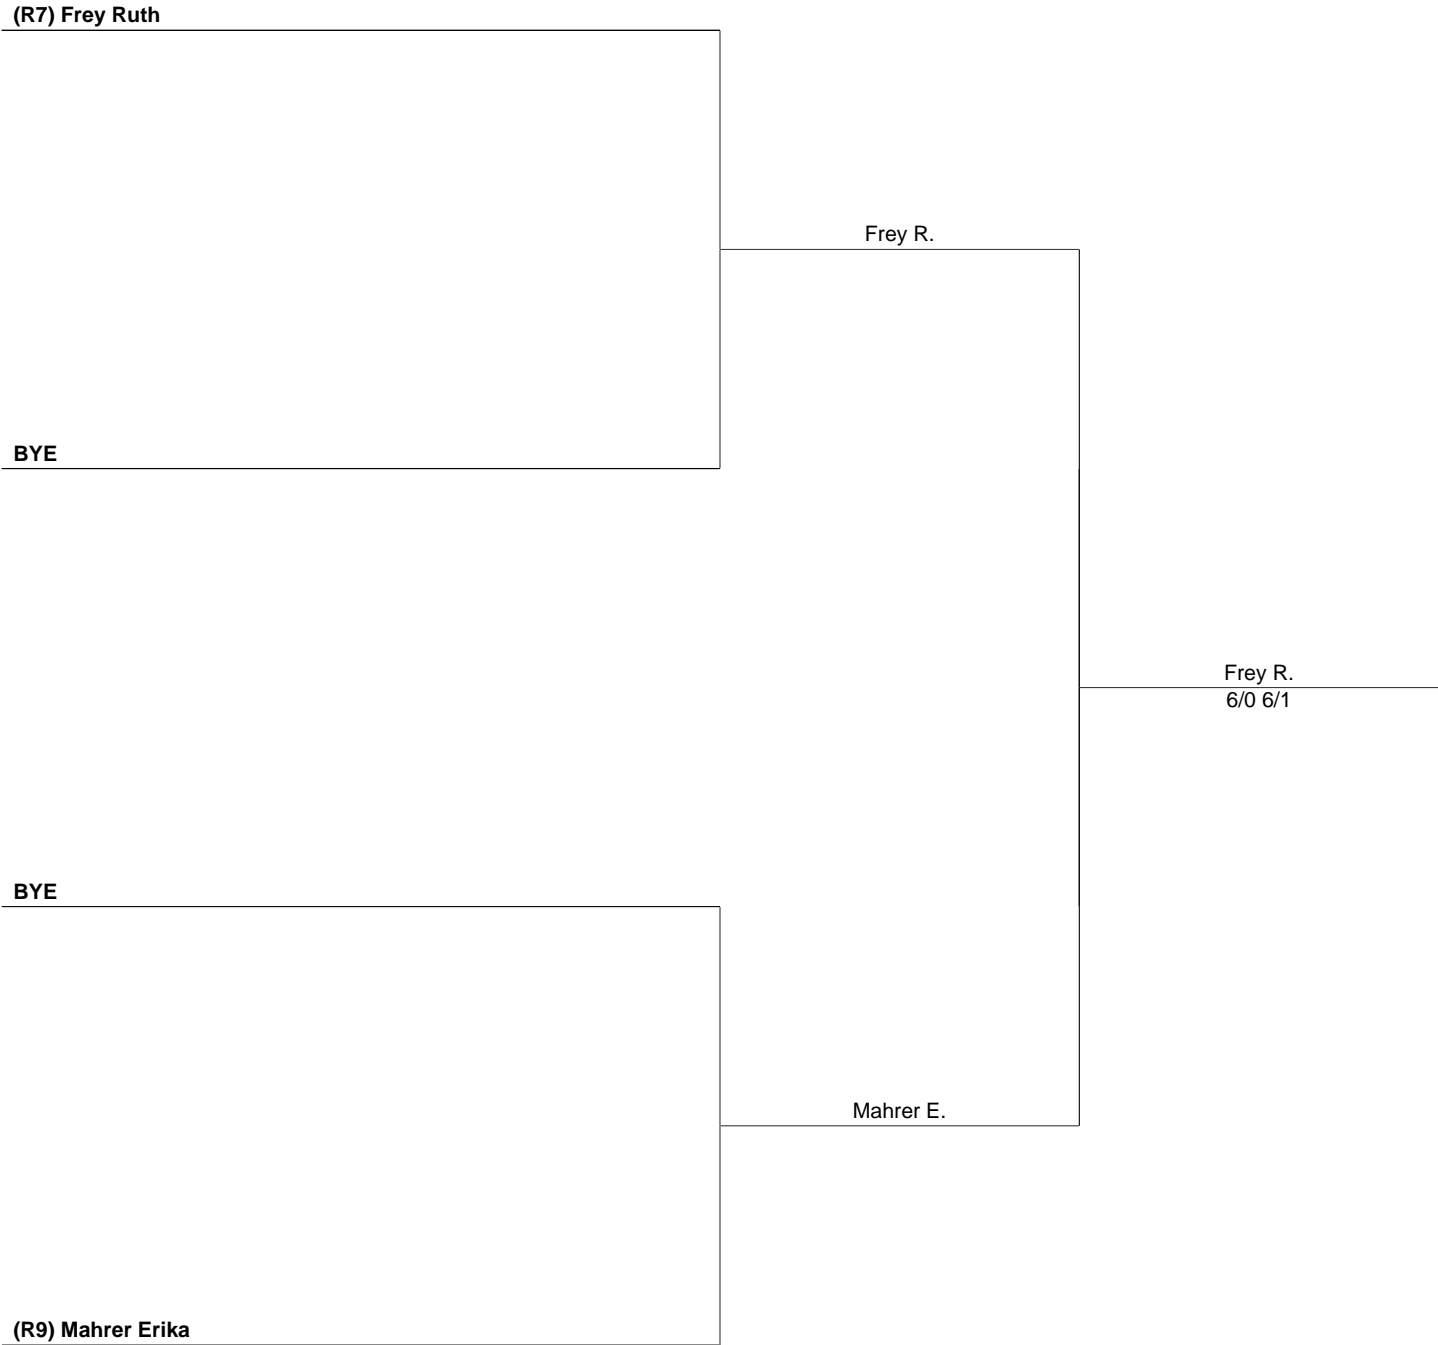 (R7) Frey Ruth
Frey R.
BYE
Frey R.
6/0 6/1
BYE
Mahrer E.
(R9) Mahrer Erika